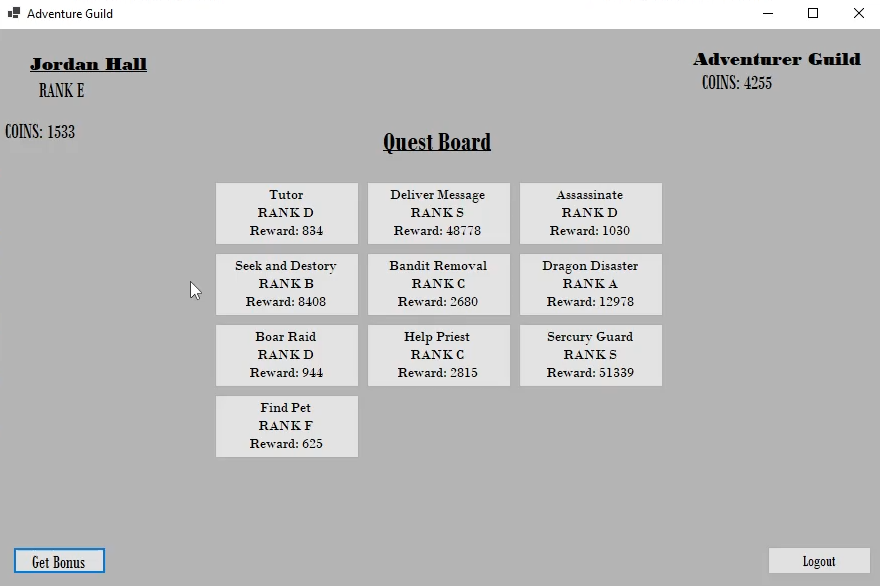 Adventure Guild
Jordan Hall
RANK E
COINS: 1533
Adventurer Guild
COINS: 4255
Quest Board
Tutor
RANK D
Reward: 834
Deliver Message
RANK S
Reward: 48778
Assassinate
RANK D
Reward: 1030
Seek and Destory
RANK B
Reward: 8408
Bandit Removal
RANK C
Reward: 2680
Dragon Disaster
RANK A
Reward: 12978
Boar Raid
RANK D
Reward: 944
Help Priest
RANK C
Reward: 2815
Sercury Guard
RANK S
Reward: 51339
Find Pet
RANK F
Reward: 625
Get Bonus
Logout